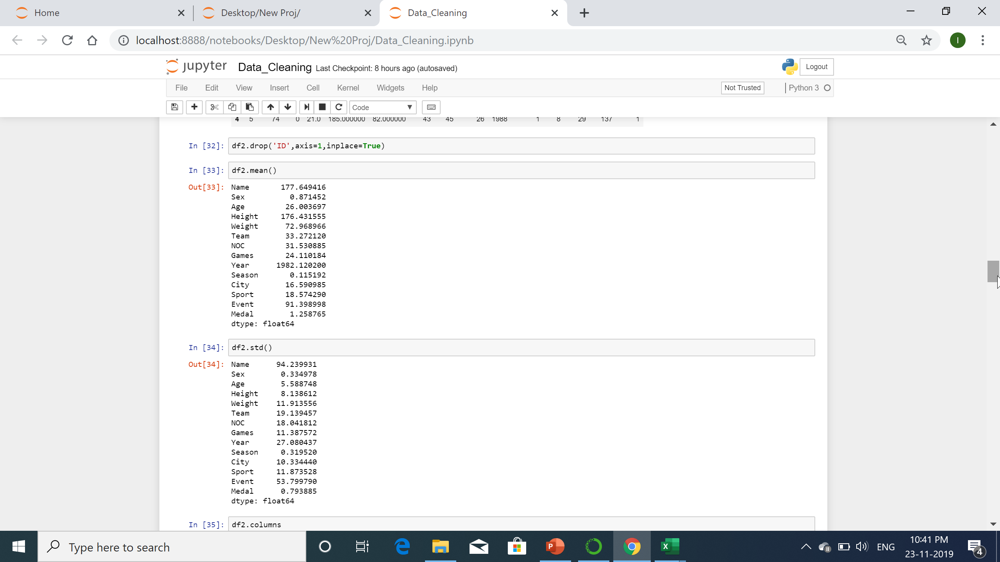 Home
Desktop/New Proj/
Data_Cleaning
localhost:8888/notebooks/Desktop/New%20Proj/Data_Cleaning.ipynb
I
jupyter Data_Cleaning Last Checkpoint: 8 hours ago (autosaved)
Logout
File Edit View Insert Cell Kernel Widgets Help
Not Trusted
Python 3
Code
4 5 74 0 21.0 185.000000 82.000000 43 45 26 1988 1 8 29 137 1
In [32]: df2.drop('ID',axis=1,inplace=True)
In [33]: df2.mean()
Out[33]: Name 177.649416
Sex 0.871452
Age 26.003697
Height 176.431555
Weight 72.968966
Team 33.272120
NOC 31.530885
Games 24.110184
Year 1982.120200
Season 0.115192
City 16.590985
Sport 18.574290
Event 91.398998
Medal 1.258765
dtype: float64
In [34]: df2.std()
Out[34]: Name 94.239931
Sex 0.334978
Age 5.588748
Height 8.138612
Weight 11.913556
Team 19.139457
NOC 18.041812
Games 11.387572
Year 27.080437
Season 0.319520
City 10.334440
Sport 11.873528
Event 53.799790
Medal 0.793885
dtype: float64
In [35]: df2.columns
Type here to search
P
X
ENG
10:41 PM
23-11-2019
4